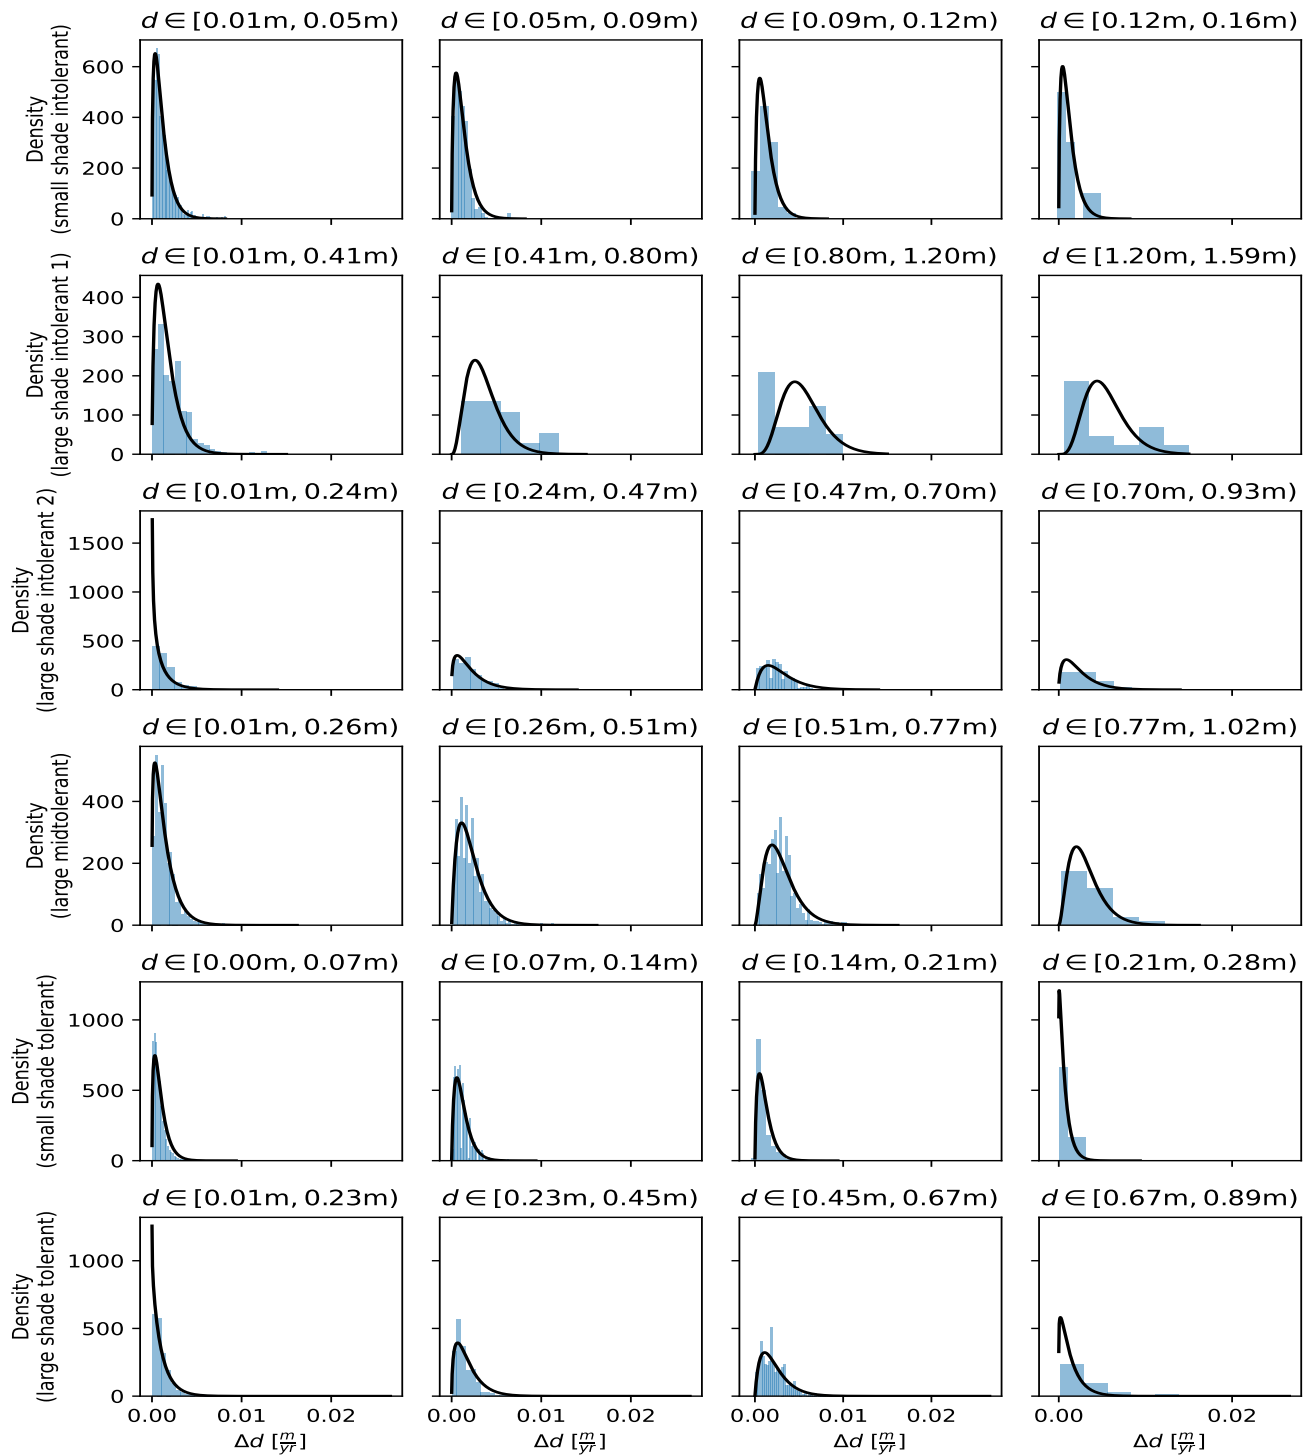 d ∈ [0.01m, 0.05m)
d ∈ [0.05m, 0.09m)
d ∈ [0.09m, 0.12m)
d ∈ [0.12m, 0.16m)
Density
(small shade intolerant)
600
400
200
0
d ∈ [0.01m, 0.41m)
d ∈ [0.41m, 0.80m)
d ∈ [0.80m, 1.20m)
d ∈ [1.20m, 1.59m)
Density
(large shade intolerant 1)
400
300
200
100
0
d ∈ [0.01m, 0.24m)
d ∈ [0.24m, 0.47m)
d ∈ [0.47m, 0.70m)
d ∈ [0.70m, 0.93m)
Density
(large shade intolerant 2)
1500
1000
500
0
d ∈ [0.01m, 0.26m)
d ∈ [0.26m, 0.51m)
d ∈ [0.51m, 0.77m)
d ∈ [0.77m, 1.02m)
Density
(large midtolerant)
400
200
0
d ∈ [0.00m, 0.07m)
d ∈ [0.07m, 0.14m)
d ∈ [0.14m, 0.21m)
d ∈ [0.21m, 0.28m)
Density
(small shade tolerant)
1000
500
0
d ∈ [0.01m, 0.23m)
d ∈ [0.23m, 0.45m)
d ∈ [0.45m, 0.67m)
d ∈ [0.67m, 0.89m)
Density
(large shade tolerant)
1000
500
0
0.00 0.01 0.02
0.00 0.01 0.02
0.00 0.01 0.02
0.00 0.02
Δd [m/yr]
Δd [m/yr]
Δd [m/yr]
Δd [m/yr]